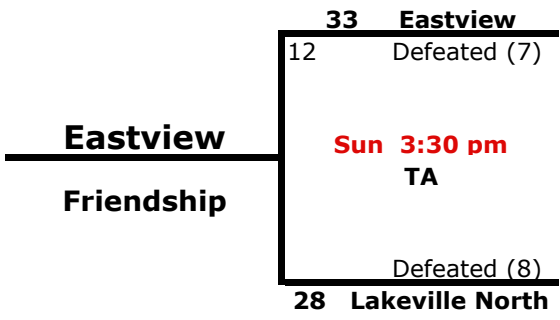 33 Eastview
12 Defeated (7)
Eastview
Sun 3:30 pm
TA
Friendship
Defeated (8)
28 Lakeville North